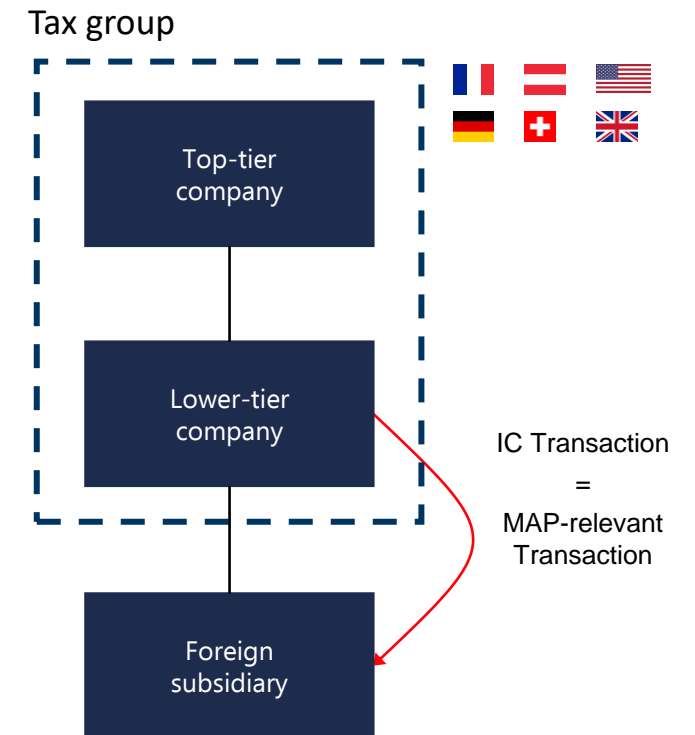 Tax group
Top-tier
company
Lower-tier
company
IC Transaction
=
MAP-relevant
Transaction
Foreign
subsidiary